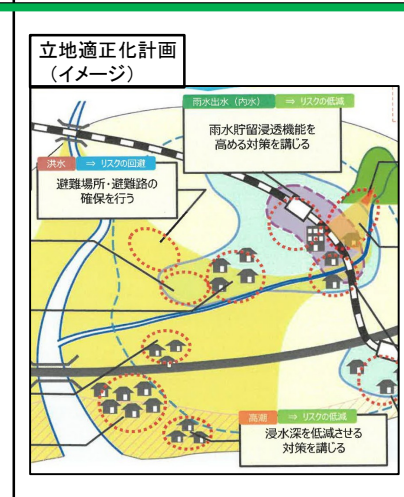 立地適正化計画
（イメージ）
雨水出水（内水） ⇒ リスクの低減
雨水貯留浸透機能を
高める対策を講じる
洪水 ⇒ リスクの回避
避難場所・避難路の
確保を行う
高潮 ⇒ リスクの低減
浸水深を低減させる
対策を講じる